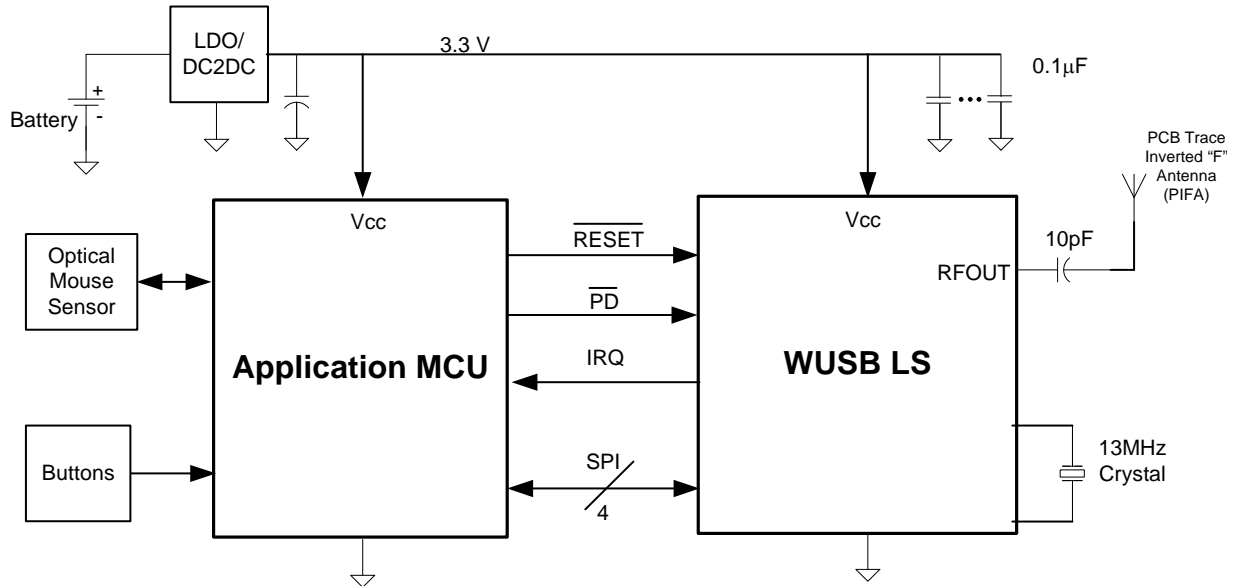 LDO/
DC2DC
3.3 V
0.1μF
+
-
Battery
PCB Trace
Inverted “F”
Antenna
(PIFA)
Vcc
Vcc
RESET
10pF
Optical
Mouse
Sensor
RFOUT
PD
Application MCU
IRQ
WUSB LS
Buttons
SPI
4
13MHz
Crystal